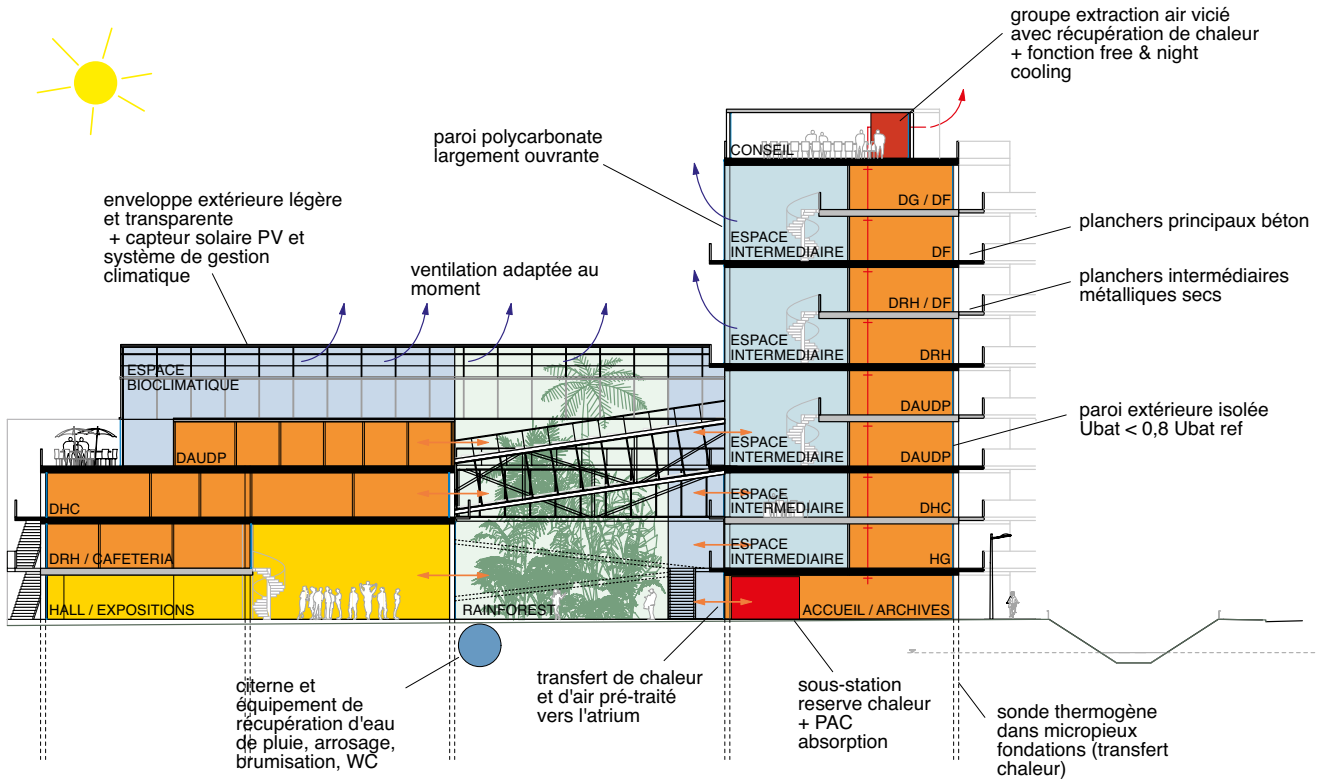 groupe extraction air vicié
avec récupération de chaleur
+ fonction free & night
cooling
paroi polycarbonate
largement ouvrante
CONSEIL
enveloppe extérieure légère
et transparente
+ capteur solaire PV et
système de gestion
climatique
DG / DF
planchers principaux béton
ESPACE
INTERMEDIAIRE
DF
ventilation adaptée au
moment
planchers intermédiaires
métalliques secs
DRH / DF
ESPACE
INTERMEDIAIRE
DRH
ESPACE
BIOCLIMATIQUE
DAUDP
paroi extérieure isolée
Ubat < 0,8 Ubat ref
DAUDP
ESPACE
INTERMEDIAIRE
DAUDP
DHC
ESPACE
INTERMEDIAIRE
DHC
DRH / CAFETERIA
ESPACE
INTERMEDIAIRE
HG
HALL / EXPOSITIONS
RAINFOREST
ACCUEIL / ARCHIVES
citerne et
équipement de
récupération d'eau
de pluie, arrosage,
brumisation, WC
transfert de chaleur
et d'air pré-traité
vers l'atrium
sous-station
reserve chaleur
+ PAC
absorption
sonde thermogène
dans micropieux
fondations (transfert
chaleur)